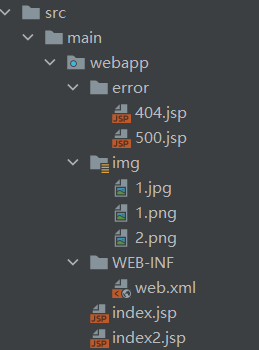 src
main
webapp
error
404.jsp
500.jsp
img
1.jpg
1.png
2.png
WEB-INF
web.xml
index.jsp
index2.jsp